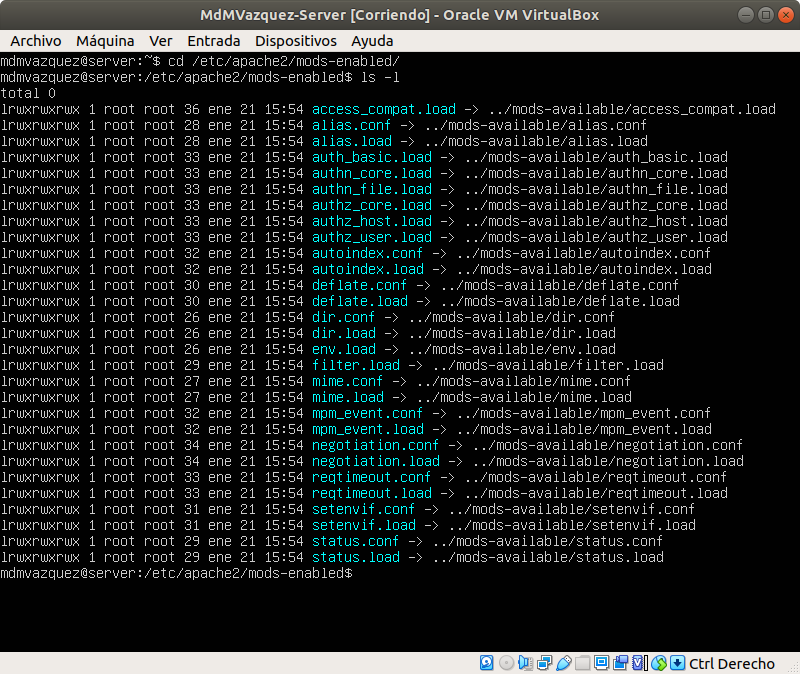 MdMVazquez-Server [Corriendo] - Oracle VM VirtualBox
Archivo Máquina Ver Entrada Dispositivos Ayuda
mdmvazquez@server:~$ cd /etc/apache2/mods-enabled/
mdmvazquez@server:/etc/apache2/mods-enabled$ ls -l
total 0
lrwxrwxrwx 1 root root 36 ene 21 15:54 access_compat.load -> ../mods-available/access_compat.load
lrwxrwxrwx 1 root root 28 ene 21 15:54 alias.conf -> ../mods-available/alias.conf
lrwxrwxrwx 1 root root 28 ene 21 15:54 alias.load -> ../mods-available/alias.load
lrwxrwxrwx 1 root root 33 ene 21 15:54 auth_basic.load -> ../mods-available/auth_basic.load
lrwxrwxrwx 1 root root 33 ene 21 15:54 authn_core.load -> ../mods-available/authn_core.load
lrwxrwxrwx 1 root root 33 ene 21 15:54 authn_file.load -> ../mods-available/authn_file.load
lrwxrwxrwx 1 root root 33 ene 21 15:54 authz_core.load -> ../mods-available/authz_core.load
lrwxrwxrwx 1 root root 33 ene 21 15:54 authz_host.load -> ../mods-available/authz_host.load
lrwxrwxrwx 1 root root 33 ene 21 15:54 authz_user.load -> ../mods-available/authz_user.load
lrwxrwxrwx 1 root root 32 ene 21 15:54 autoindex.conf -> ../mods-available/autoindex.conf
lrwxrwxrwx 1 root root 32 ene 21 15:54 autoindex.load -> ../mods-available/autoindex.load
lrwxrwxrwx 1 root root 30 ene 21 15:54 deflate.conf -> ../mods-available/deflate.conf
lrwxrwxrwx 1 root root 30 ene 21 15:54 deflate.load -> ../mods-available/deflate.load
lrwxrwxrwx 1 root root 26 ene 21 15:54 dir.conf -> ../mods-available/dir.conf
lrwxrwxrwx 1 root root 26 ene 21 15:54 dir.load -> ../mods-available/dir.load
lrwxrwxrwx 1 root root 26 ene 21 15:54 env.load -> ../mods-available/env.load
lrwxrwxrwx 1 root root 29 ene 21 15:54 filter.load -> ../mods-available/filter.load
lrwxrwxrwx 1 root root 27 ene 21 15:54 mime.conf -> ../mods-available/mime.conf
lrwxrwxrwx 1 root root 27 ene 21 15:54 mime.load -> ../mods-available/mime.load
lrwxrwxrwx 1 root root 32 ene 21 15:54 mpm_event.conf -> ../mods-available/mpm_event.conf
lrwxrwxrwx 1 root root 32 ene 21 15:54 mpm_event.load -> ../mods-available/mpm_event.load
lrwxrwxrwx 1 root root 34 ene 21 15:54 negotiation.conf -> ../mods-available/negotiation.conf
lrwxrwxrwx 1 root root 34 ene 21 15:54 negotiation.load -> ../mods-available/negotiation.load
lrwxrwxrwx 1 root root 33 ene 21 15:54 reqtimeout.conf -> ../mods-available/reqtimeout.conf
lrwxrwxrwx 1 root root 33 ene 21 15:54 reqtimeout.load -> ../mods-available/reqtimeout.load
lrwxrwxrwx 1 root root 31 ene 21 15:54 setenvif.conf -> ../mods-available/setenvif.conf
lrwxrwxrwx 1 root root 31 ene 21 15:54 setenvif.load -> ../mods-available/setenvif.load
lrwxrwxrwx 1 root root 29 ene 21 15:54 status.conf -> ../mods-available/status.conf
lrwxrwxrwx 1 root root 29 ene 21 15:54 status.load -> ../mods-available/status.load
mdmvazquez@server:/etc/apache2/mods-enabled$
Ctrl Derecho